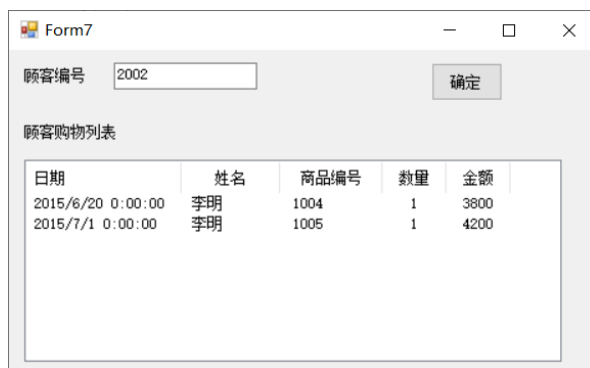 Form7
顾客编号 2002 确定
顾客购物列表
日期 姓名 商品编号 数量 金额
2015/6/20 0:00:00 李明 1004 1 3800
2015/7/1 0:00:00 李明 1005 1 4200